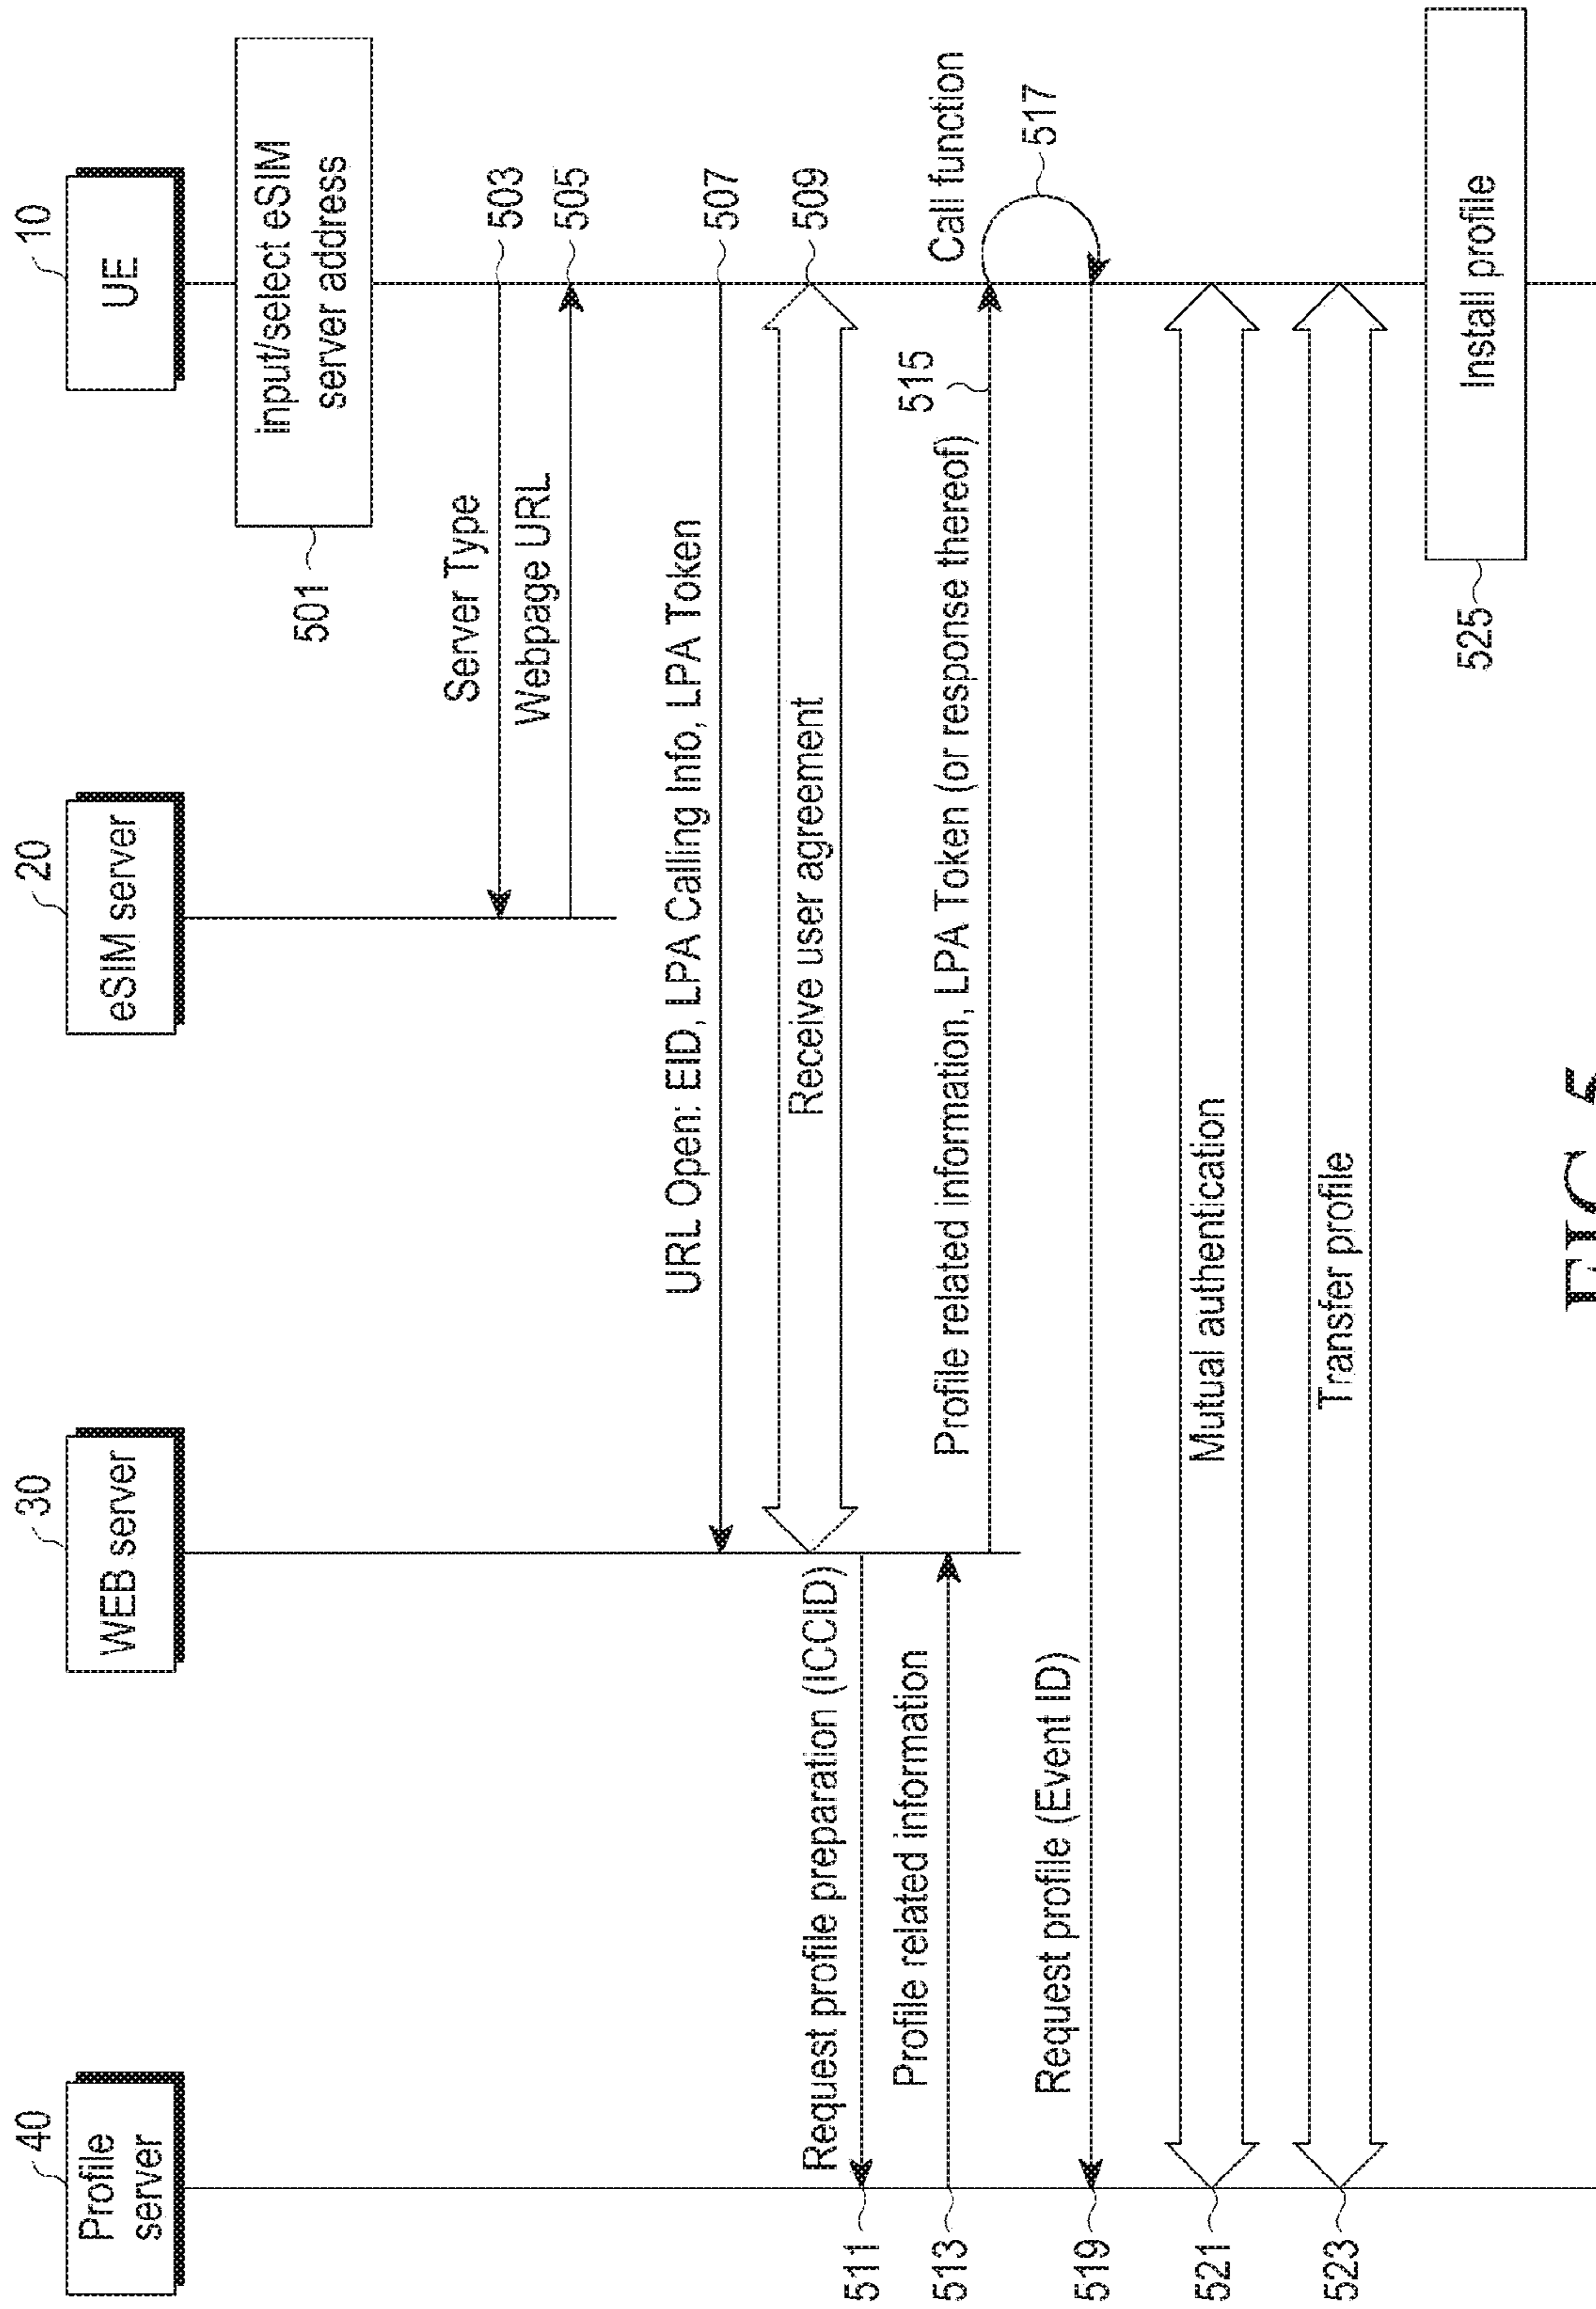 40
Profile
server
30
WEB server
20
eSIM server
10
UE
501
input/select eSIM
server address
Server Type
503
Webpage URL
505
URL Open: EID, LPA Calling Info, LPA Token
507
Receive user agreement
509
Request profile preparation (ICCID)
511
Profile related information
513
Profile related information, LPA Token (or response thereof)
515
Call function
517
Request profile (Event ID)
519
Mutual authentication
521
Transfer profile
523
525
Install profile
FIG. 5